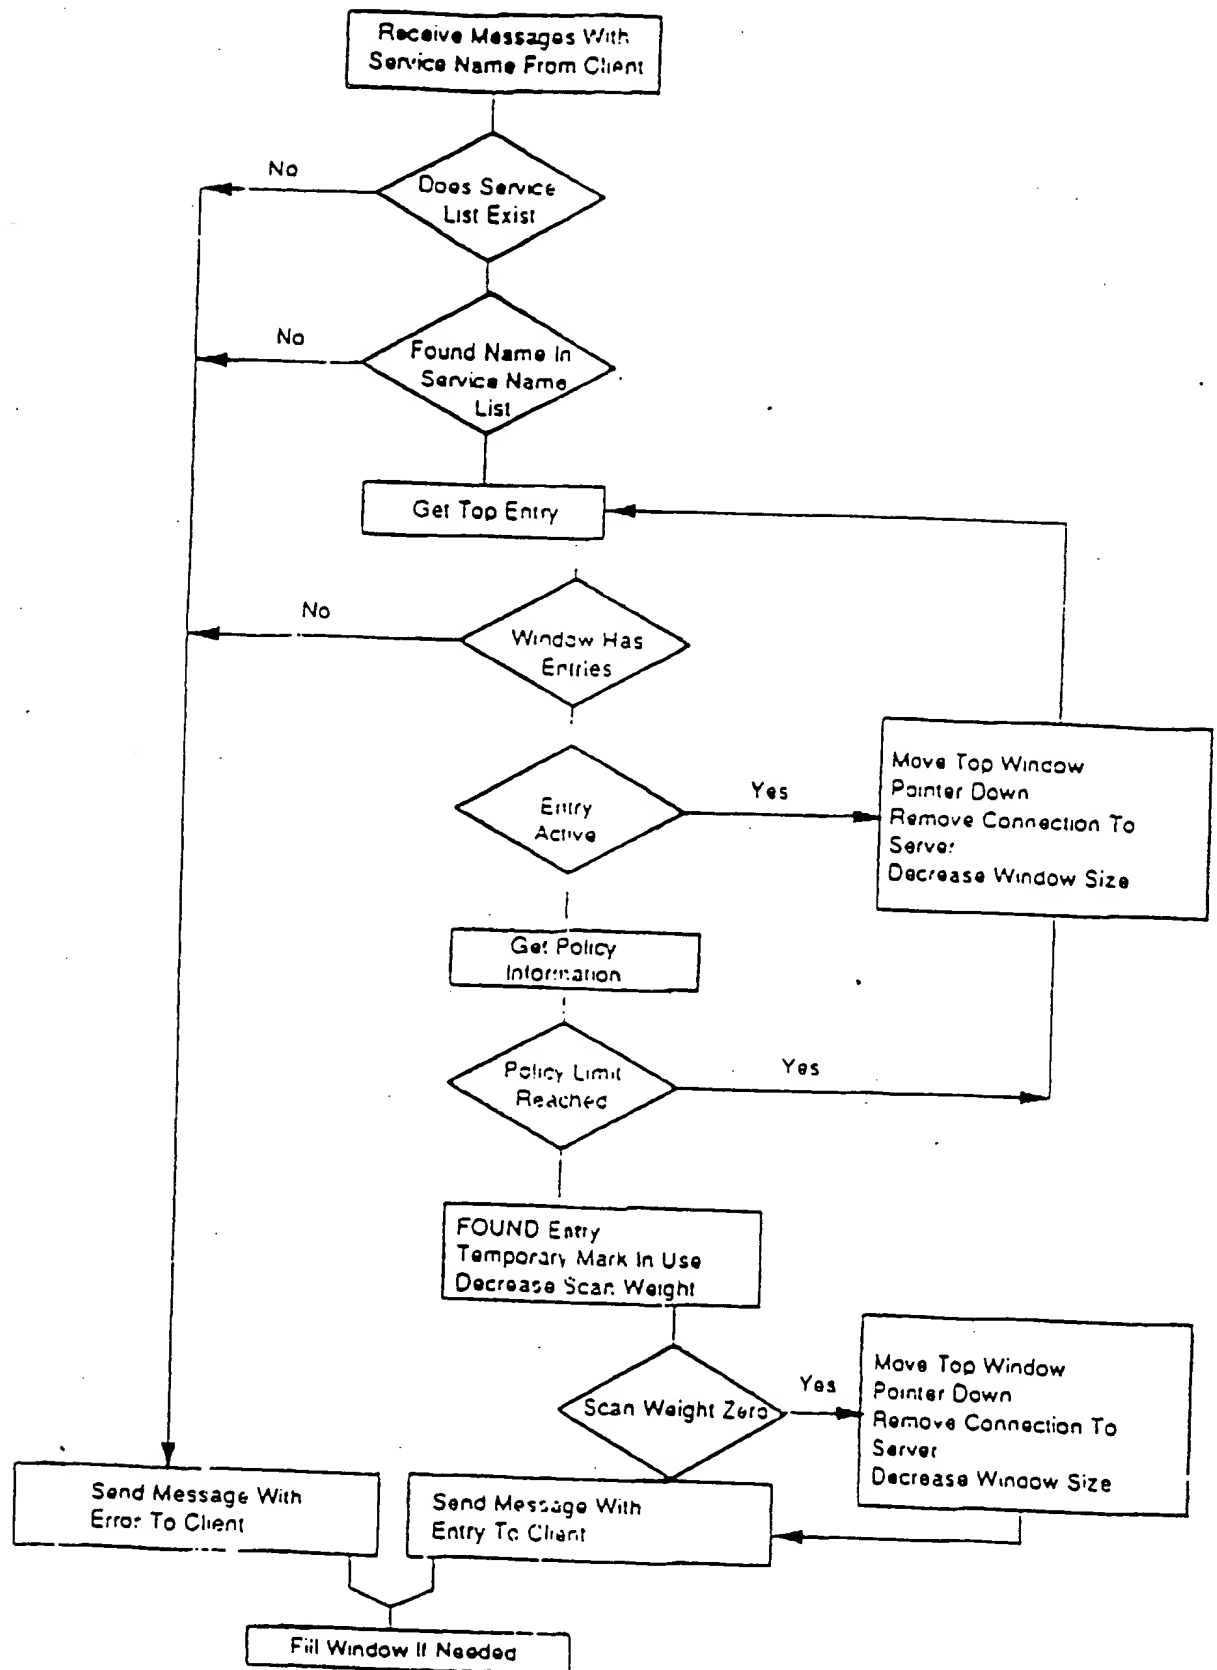 Receive Messages With
Service Name From Client
No
Does Service
List Exist
No
Found Name In
Service Name
List
Get Top Entry
No
Window Has
Entries
Move Top Window
Pointer Down
Remove Connection To
Server
Decrease Window Size
Yes
Entry
Active
Get Policy
Information
Policy Limit
Reached
Yes
FOUND Entry
Temporary Mark In Use
Decrease Scan Weight
Scan Weight Zero
Yes
Move Top Window
Pointer Down
Remove Connection To
Server
Decrease Window Size
Send Message With
Error To Client
Send Message With
Entry To Client
Fill Window If Needed